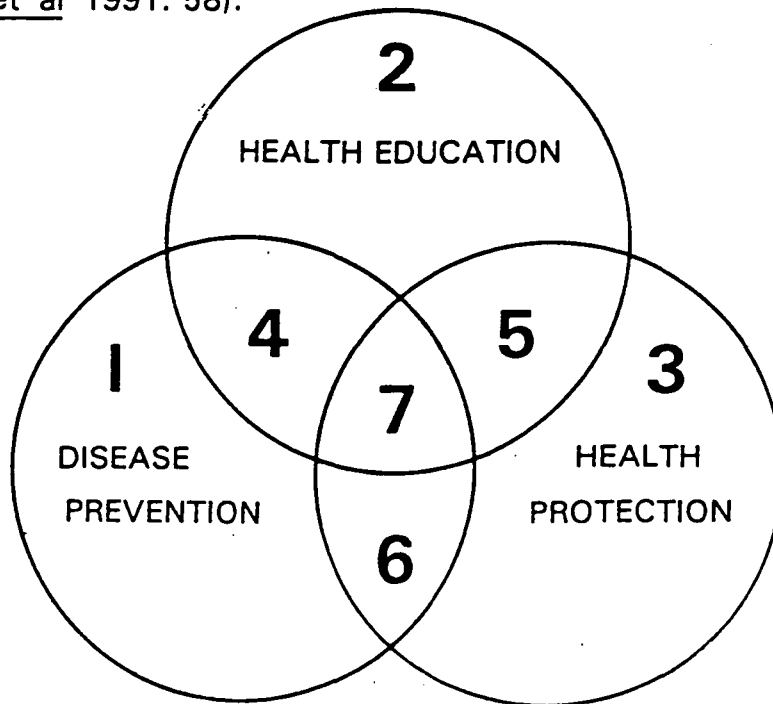 et al 1991: 58).
2
HEALTH EDUCATION
4
5
1
3
7
DISEASE
PREVENTION
HEALTH
PROTECTION
6